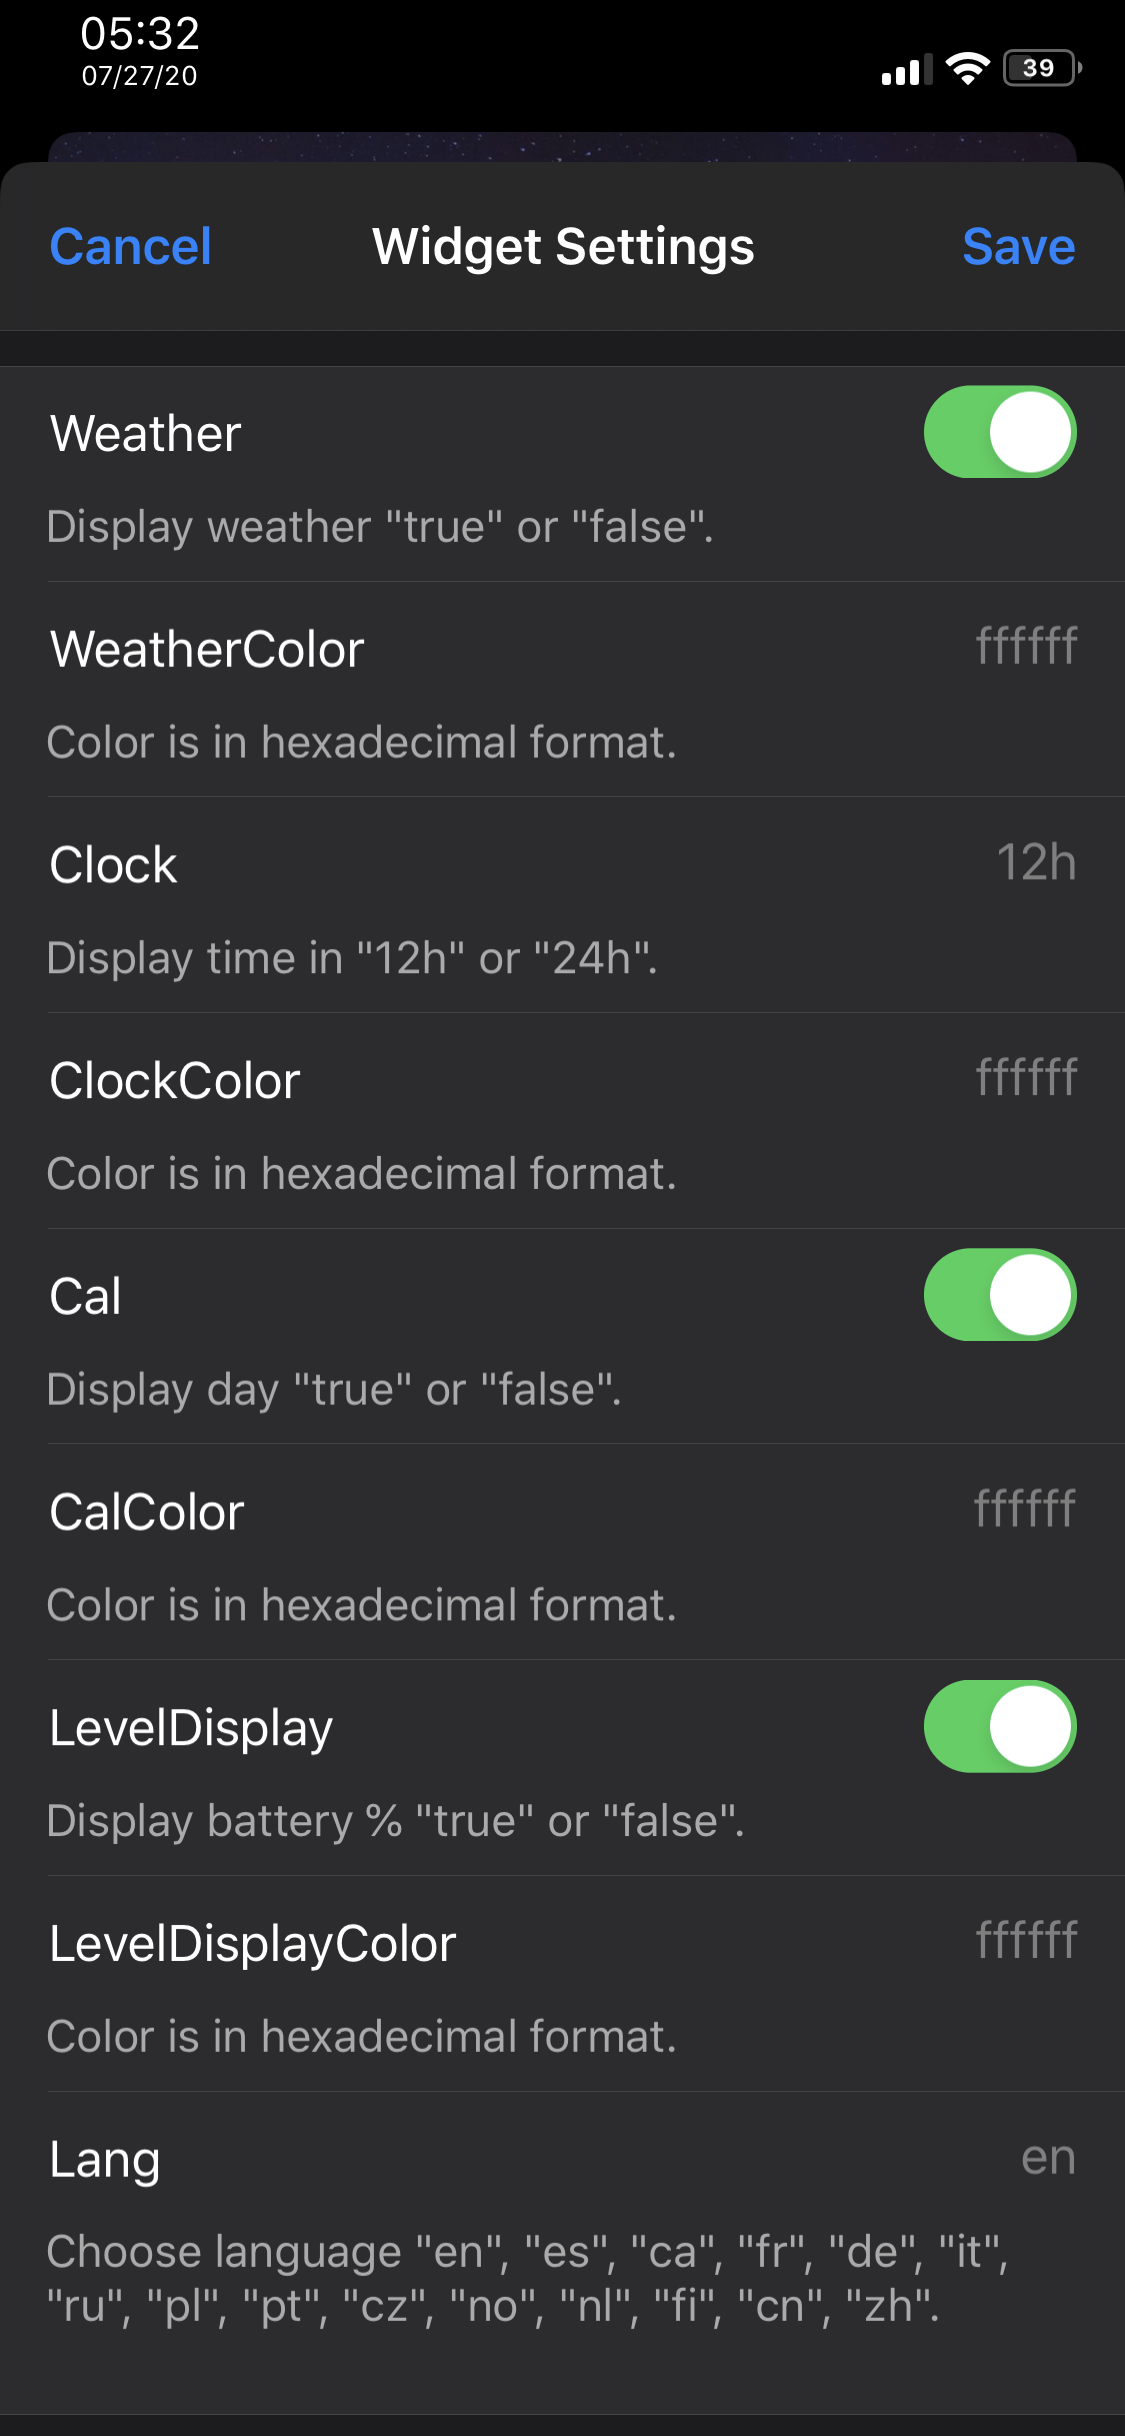 05:32
07/27/20
39
Cancel
Widget Settings
Save
Weather
Display weather "true" or "false".
WeatherColor
ffffff
Color is in hexadecimal format.
Clock
12h
Display time in "12h" or "24h".
ClockColor
ffffff
Color is in hexadecimal format.
Cal
Display day "true" or "false".
CalColor
ffffff
Color is in hexadecimal format.
LevelDisplay
Display battery % "true" or "false".
LevelDisplayColor
ffffff
Color is in hexadecimal format.
Lang
en
Choose language "en", "es", "ca", "fr", "de", "it",
"ru", "pl", "pt", "cz", "no", "nl", "fi", "cn", "zh".